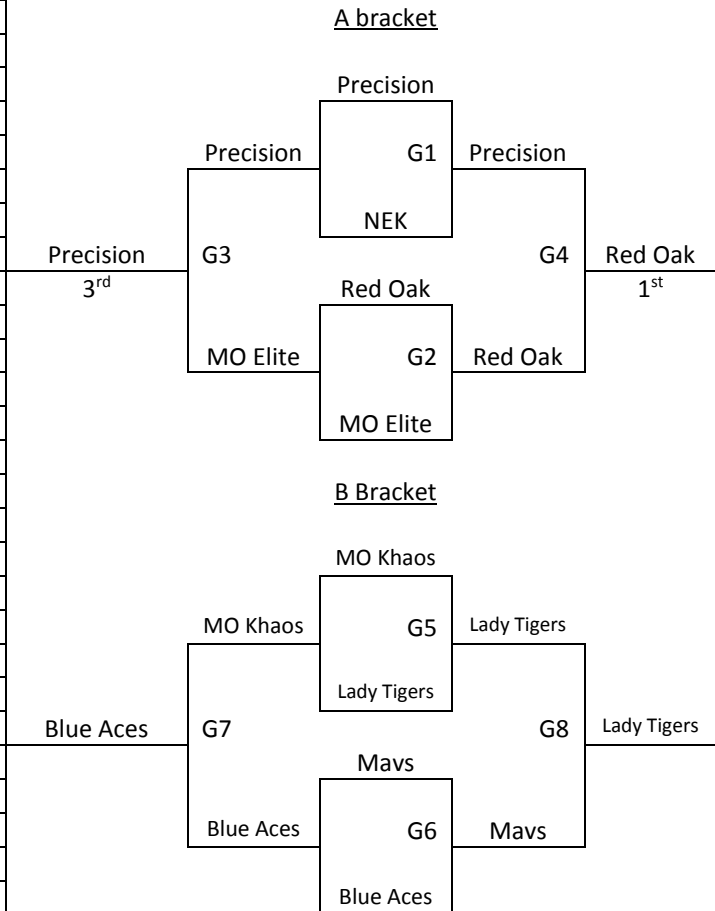 A bracket
Precision
Precision G1 Precision
NEK
Precision G3 G4 Red Oak
3rd Red Oak 1st
MO Elite G2 Red Oak
MO Elite
B Bracket
MO Khaos
MO Khaos G5 Lady Tigers
Lady Tigers
Blue Aces G7 G8 Lady Tigers
Mavs
Blue Aces G6 Mavs
Blue Aces